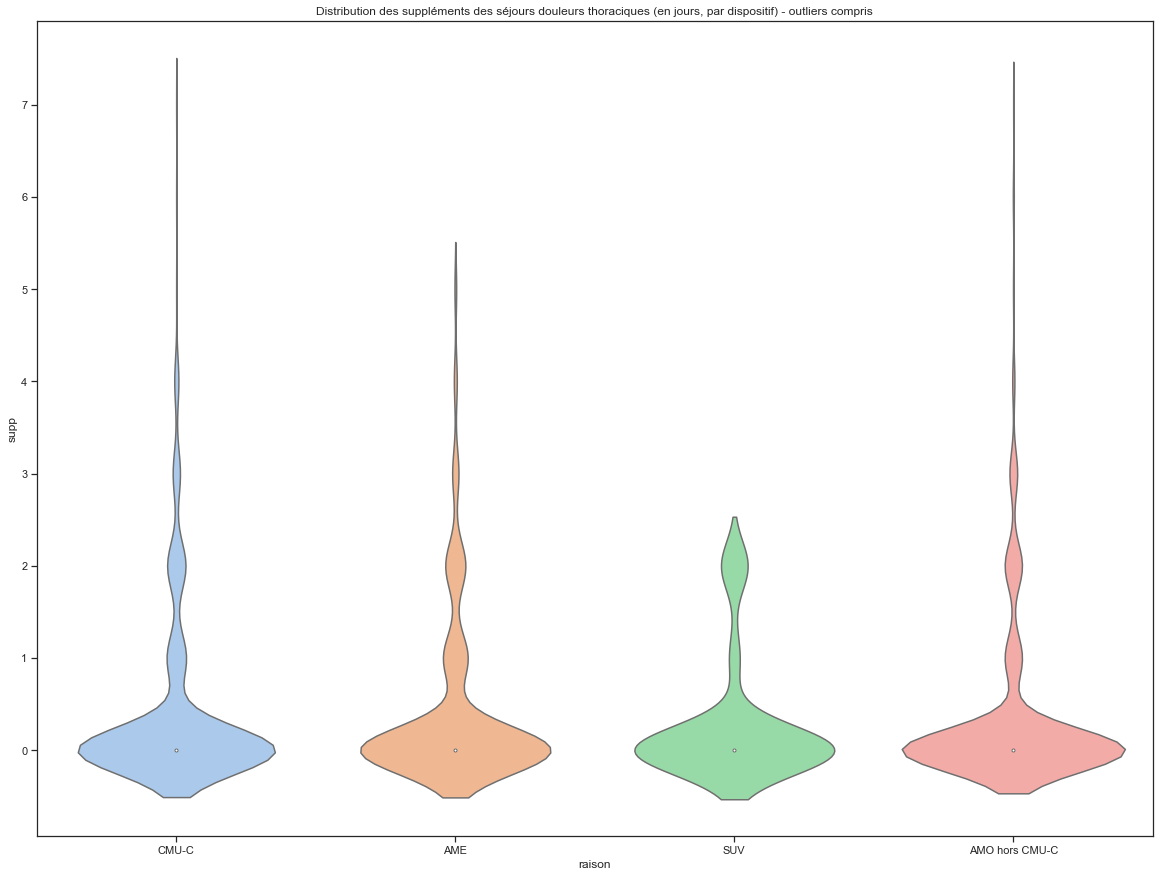 Distribution des suppléments des séjours douleurs thoraciques (en jours, par dispositif) - outliers compris
7
6
5
4
supp
3
2
1
0
CMU-C AME SUV AMO hors CMU-C
raison